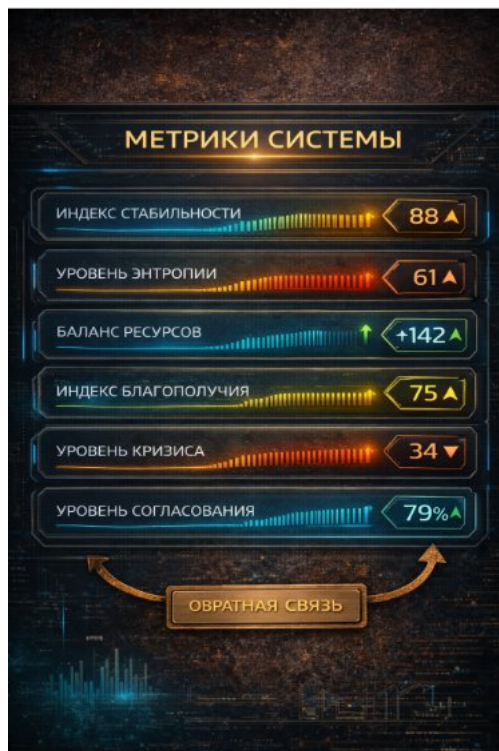 МЕТРИКИ СИСТЕМЫ
ИНДЕКС СТАБИЛЬНОСТИ 88
УРОВЕНЬ ЭНТРОПИИ 61
БАЛАНС РЕСУРСОВ +142
ИНДЕКС БЛАГОПОЛУЧИЯ 75
УРОВЕНЬ КРИЗИСА 34
УРОВЕНЬ СОГЛАСОВАНИЯ 79%
ОВРАТНАЯ СВЯЗЬ